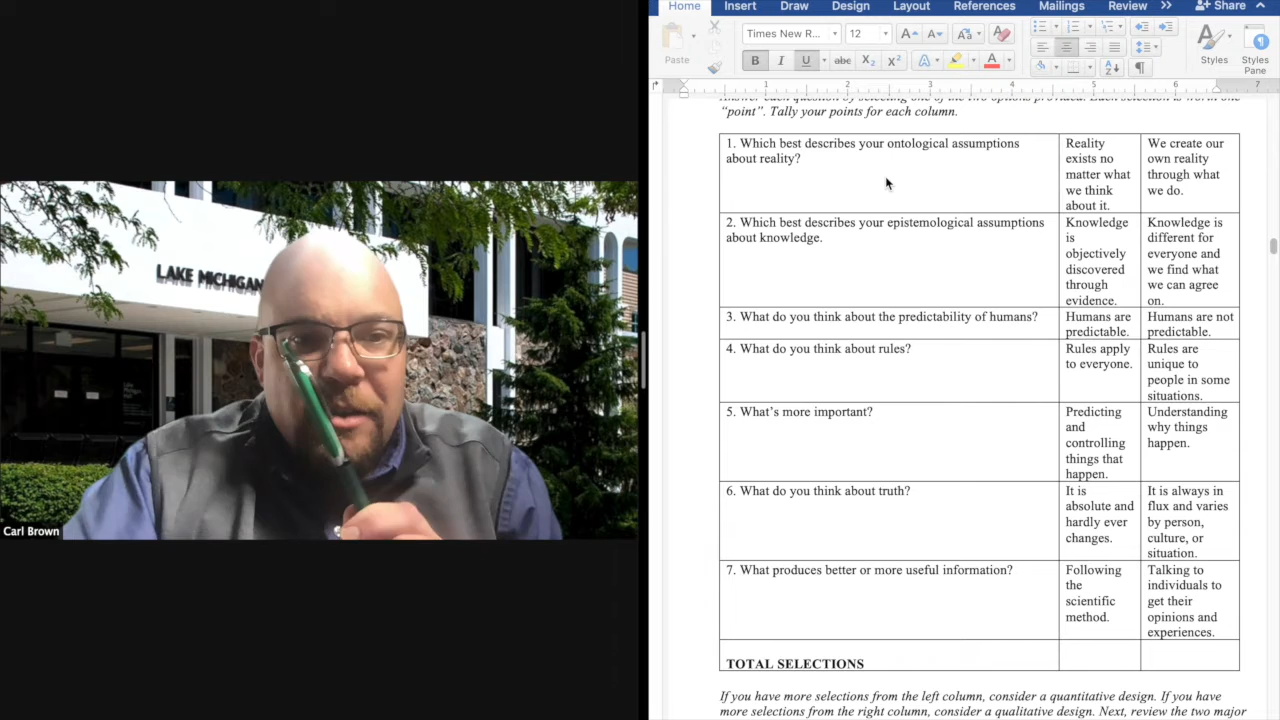 Home Insert Draw Design Layout References Mailings Review Share
Times New R... 12
Paste
Styles
Styles Pane
1 2 3 4 5 6 7
"point". Tally your points for each column.
1. Which best describes your ontological assumptions about reality?
Reality exists no matter what we think about it.
We create our own reality through what we do.
2. Which best describes your epistemological assumptions about knowledge.
Knowledge is objectively discovered through evidence.
Knowledge is different for everyone and we find what we can agree on.
3. What do you think about the predictability of humans?
Humans are predictable.
Humans are not predictable.
4. What do you think about rules?
Rules apply to everyone.
Rules are unique to people in some situations.
5. What's more important?
Predicting and controlling things that happen.
Understanding why things happen.
6. What do you think about truth?
It is absolute and hardly ever changes.
It is always in flux and varies by person, culture, or situation.
7. What produces better or more useful information?
Following the scientific method.
Talking to individuals to get their opinions and experiences.
TOTAL SELECTIONS
If you have more selections from the left column, consider a quantitative design. If you have
more selections from the right column, consider a qualitative design. Next, review the two major
LAKE MICHIGAN
Carl Brown